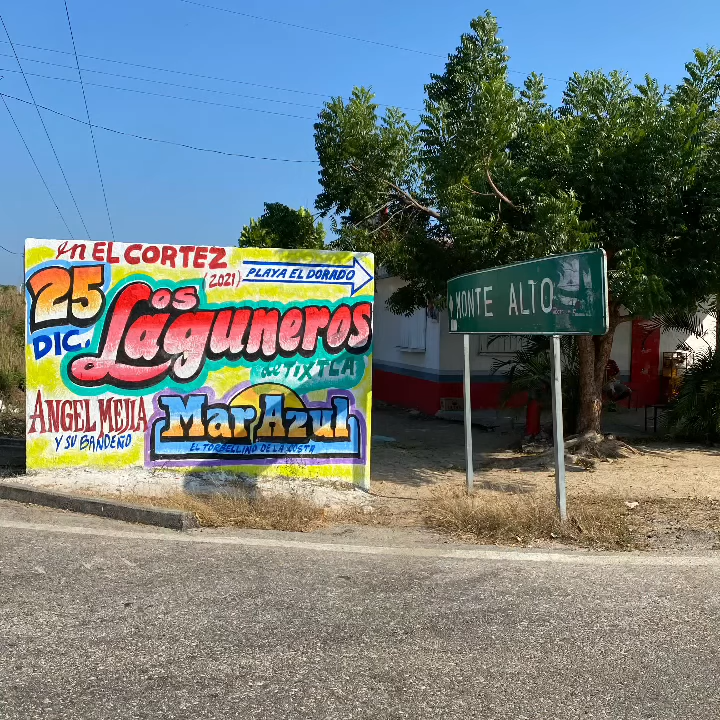 en EL CORTEZ
25 DIC.
(2021)
PLAYA EL DORADO
Los Laguneros
de TIXTLA
ANGEL MEJIA
Y SU BANDEÑO
Mar Azul
EL TORBELLINO DE LA COSTA
MONTE ALTO